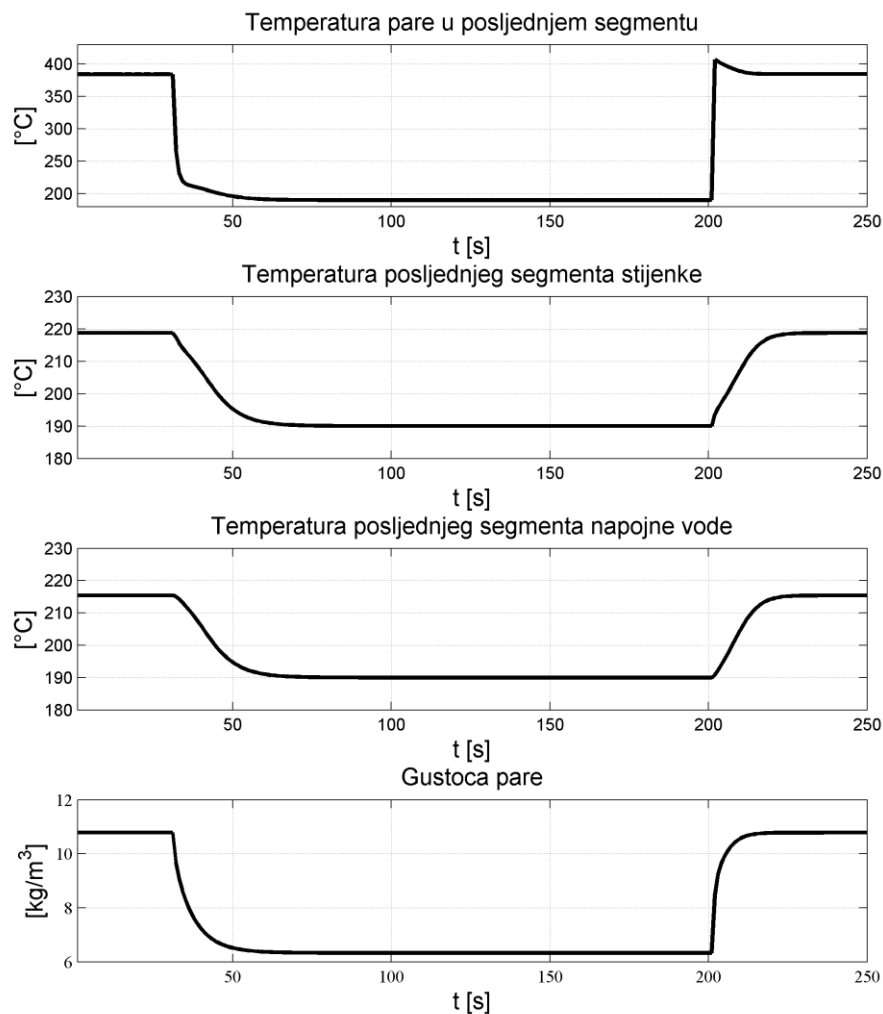 Temperatura pare u posljednjem segmentu
400
350
300
250
200
[°C]
50 100 150 200 250
t [s]
Temperatura posljednjeg segmenta stijenke
230
220
210
200
190
180
[°C]
50 100 150 200 250
t [s]
Temperatura posljednjeg segmenta napojne vode
230
220
210
200
190
180
[°C]
50 100 150 200 250
t [s]
Gustoca pare
12
10
8
6
[kg/m³]
50 100 150 200 250
t [s]